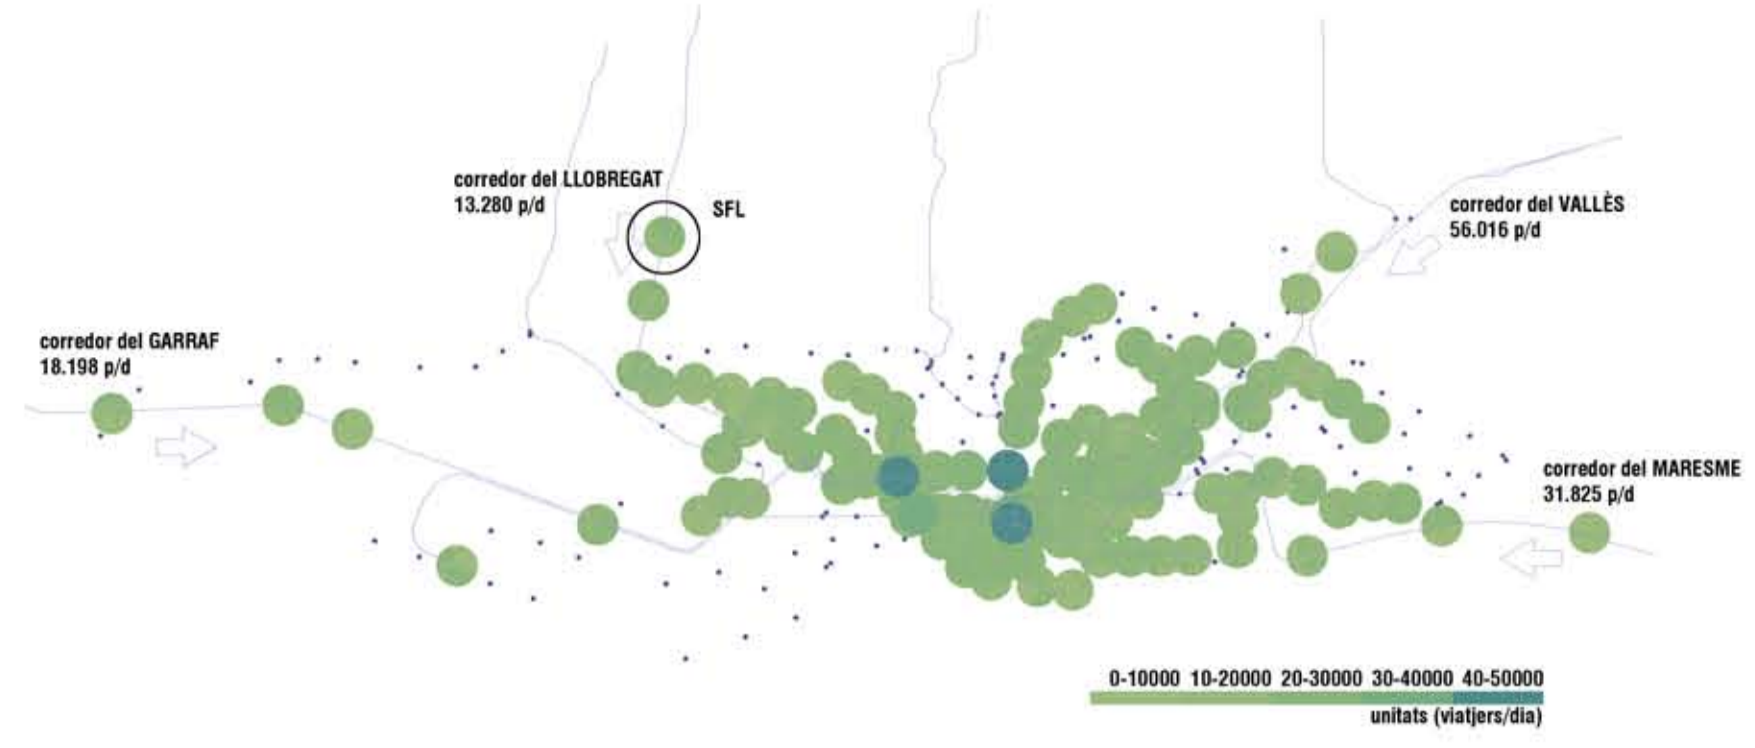 corredor del LLOBREGAT
13.280 p/d
SFL
corredor del VALLÈS
56.016 p/d
corredor del GARRAF
18.198 p/d
corredor del MARESME
31.825 p/d
0-10000 10-20000 20-30000 30-40000 40-50000
unitats (viatjers/dia)